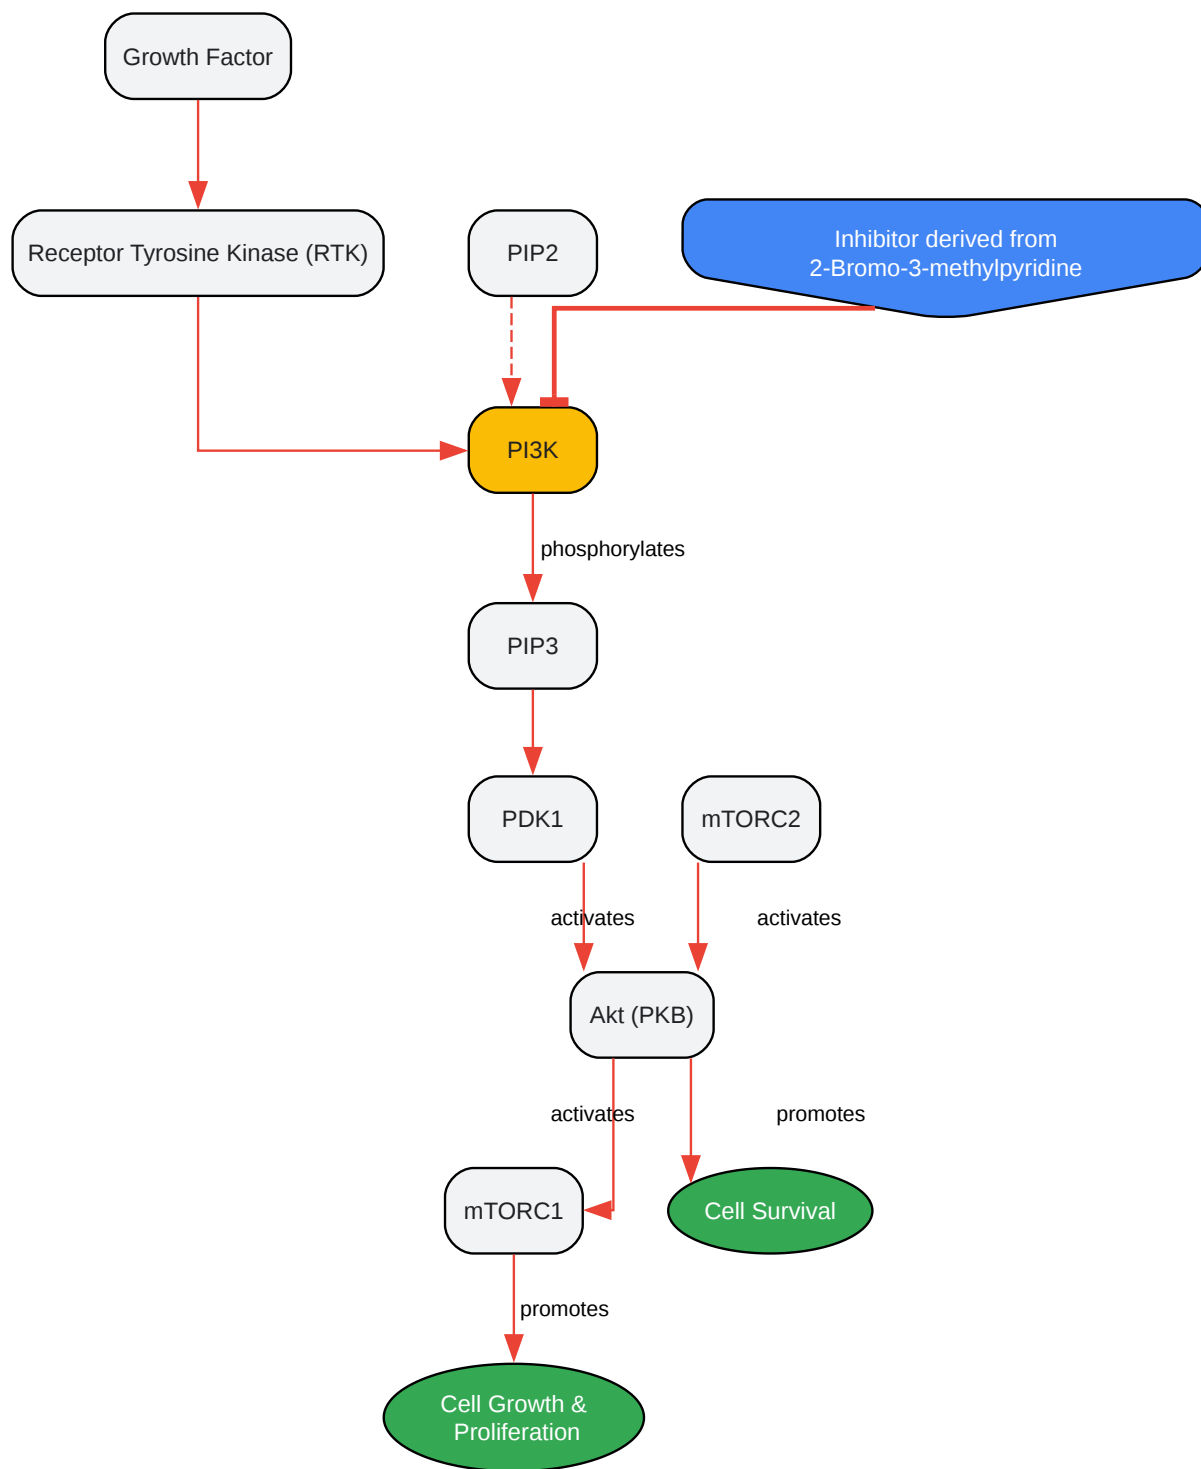 Growth Factor
Receptor Tyrosine Kinase (RTK)
PIP2
Inhibitor derived from
2-Bromo-3-methylpyridine
PI3K
phosphorylates
PIP3
PDK1
mTORC2
activates
activates
Akt (PKB)
activates
promotes
mTORC1
Cell Survival
promotes
Cell Growth &
Proliferation